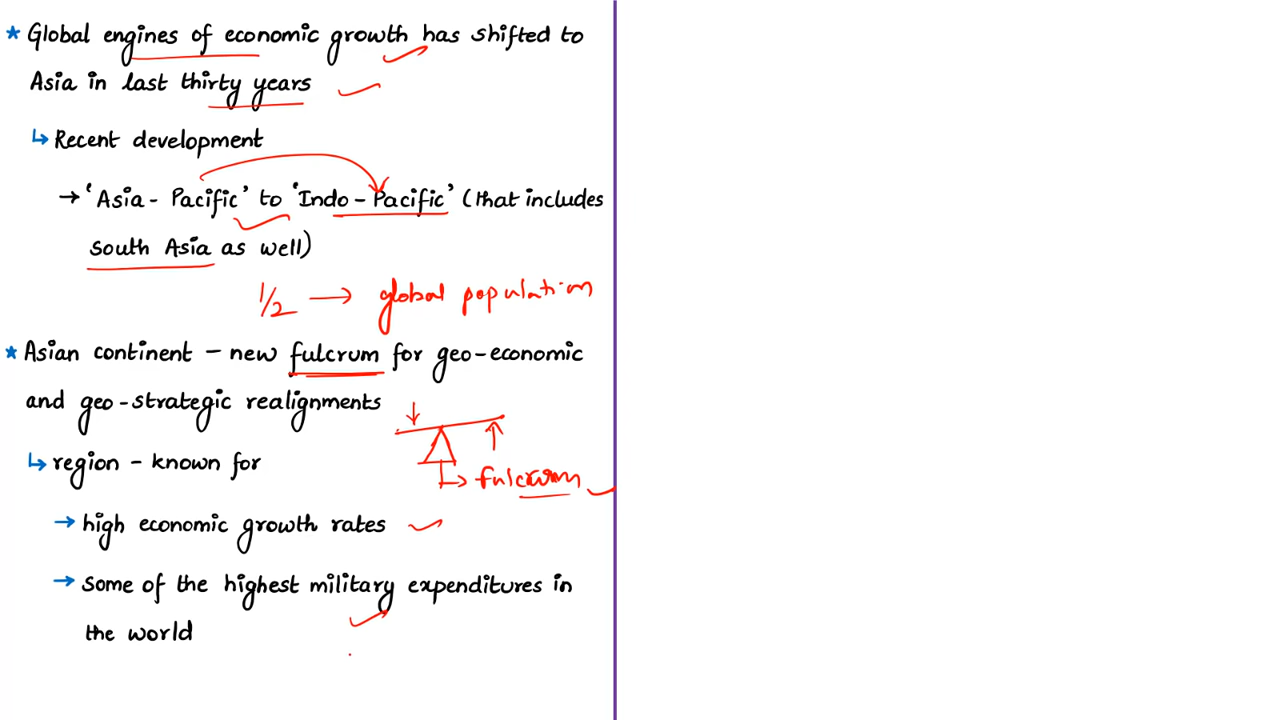 * Global engines of economic growth has shifted to
Asia in last thirty years
↳ Recent development
→ 'Asia - Pacific' to 'Indo - Pacific' (that includes
south Asia as well)
1/2 → global population
* Asian continent - new fulcrum for geo-economic
and geo-strategic realignments
↳ region - known for
↳ fulcrum
→ high economic growth rates
→ some of the highest military expenditures in
the world